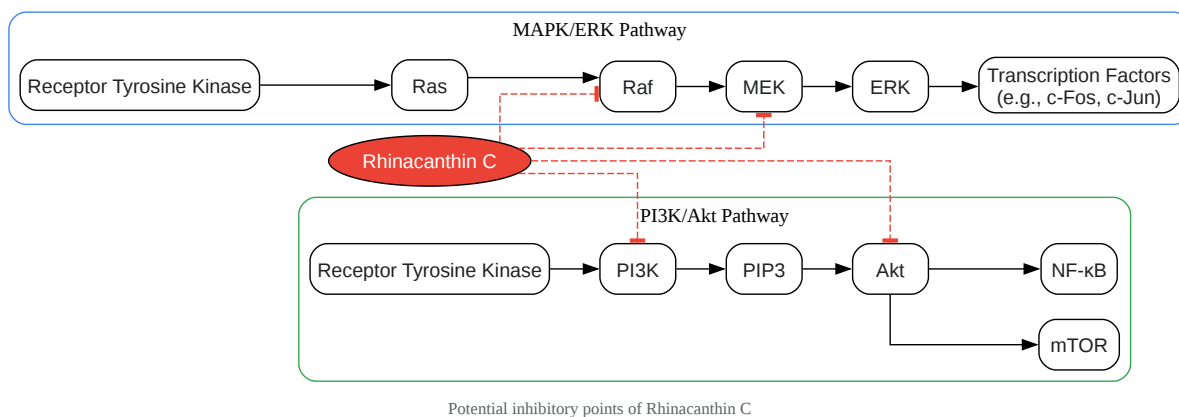 MAPK/ERK Pathway
Receptor Tyrosine Kinase
Ras
Raf
MEK
ERK
Transcription Factors
(e.g., c-Fos, c-Jun)
Rhinacanthin C
PI3K/Akt Pathway
Receptor Tyrosine Kinase
PI3K
PIP3
Akt
NF-κB
mTOR
Potential inhibitory points of Rhinacanthin C